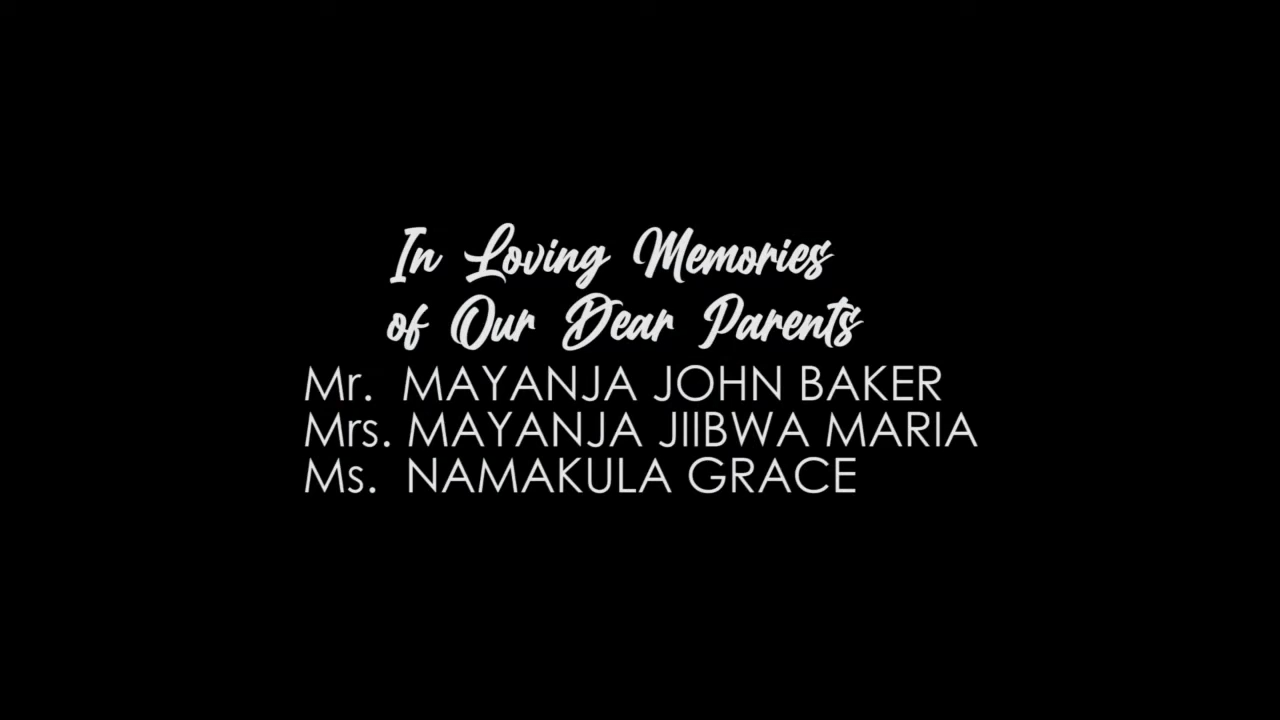 In Loving Memories
of Our Dear Parents
Mr. MAYANJA JOHN BAKER
Mrs. MAYANJA JIIBWA MARIA
Ms. NAMAKULA GRACE